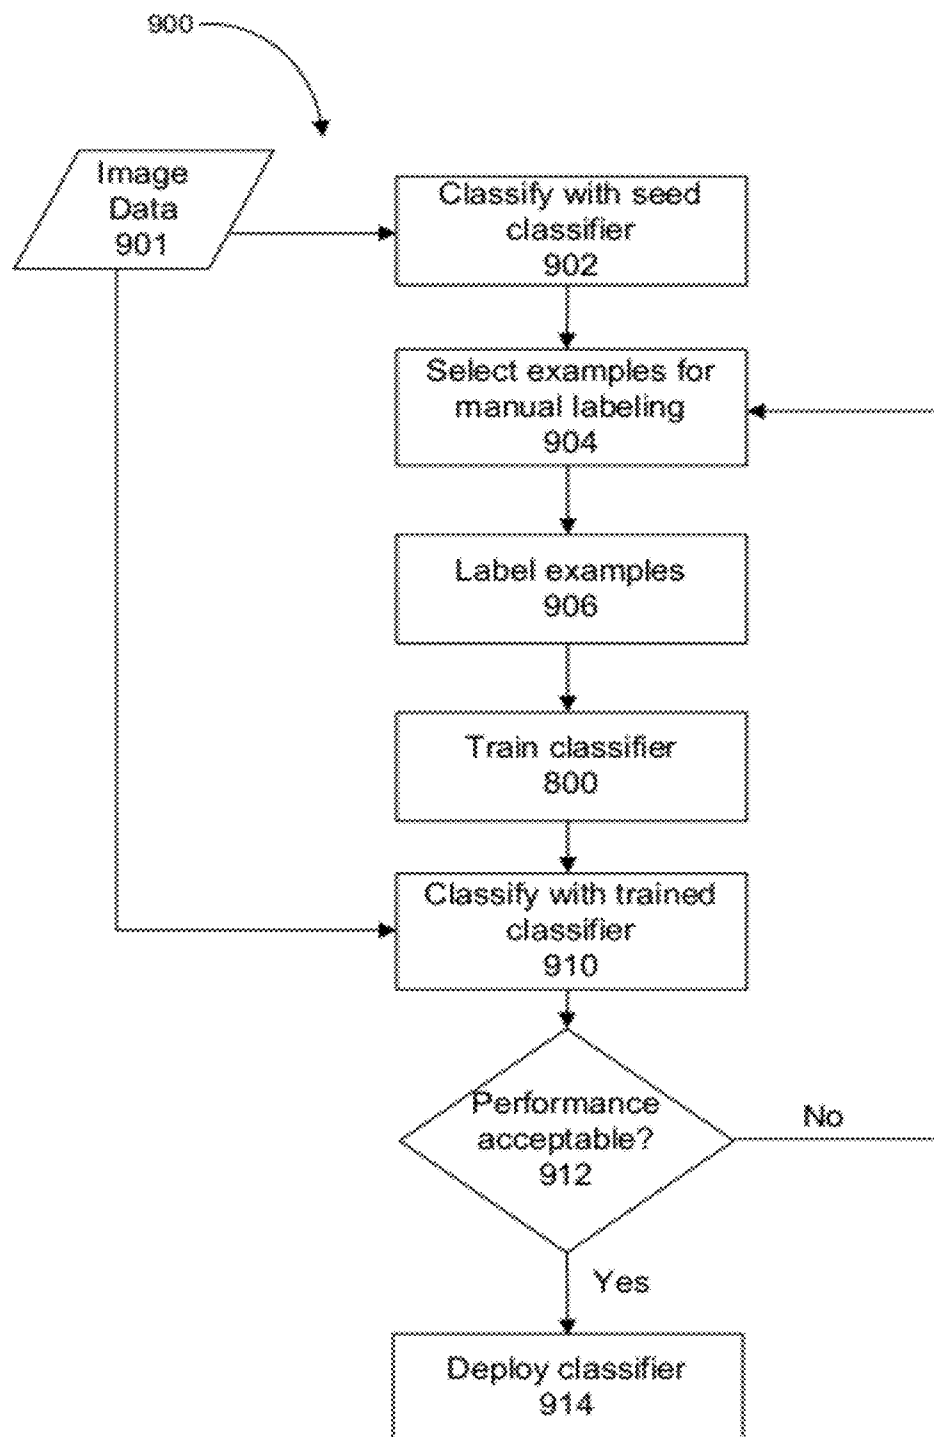 900
Image
Data
901
Classify with seed
classifier
902
Select examples for
manual labeling
904
Label examples
906
Train classifier
800
Classify with trained
classifier
910
Performance
acceptable?
912
No
Yes
Deploy classifier
914